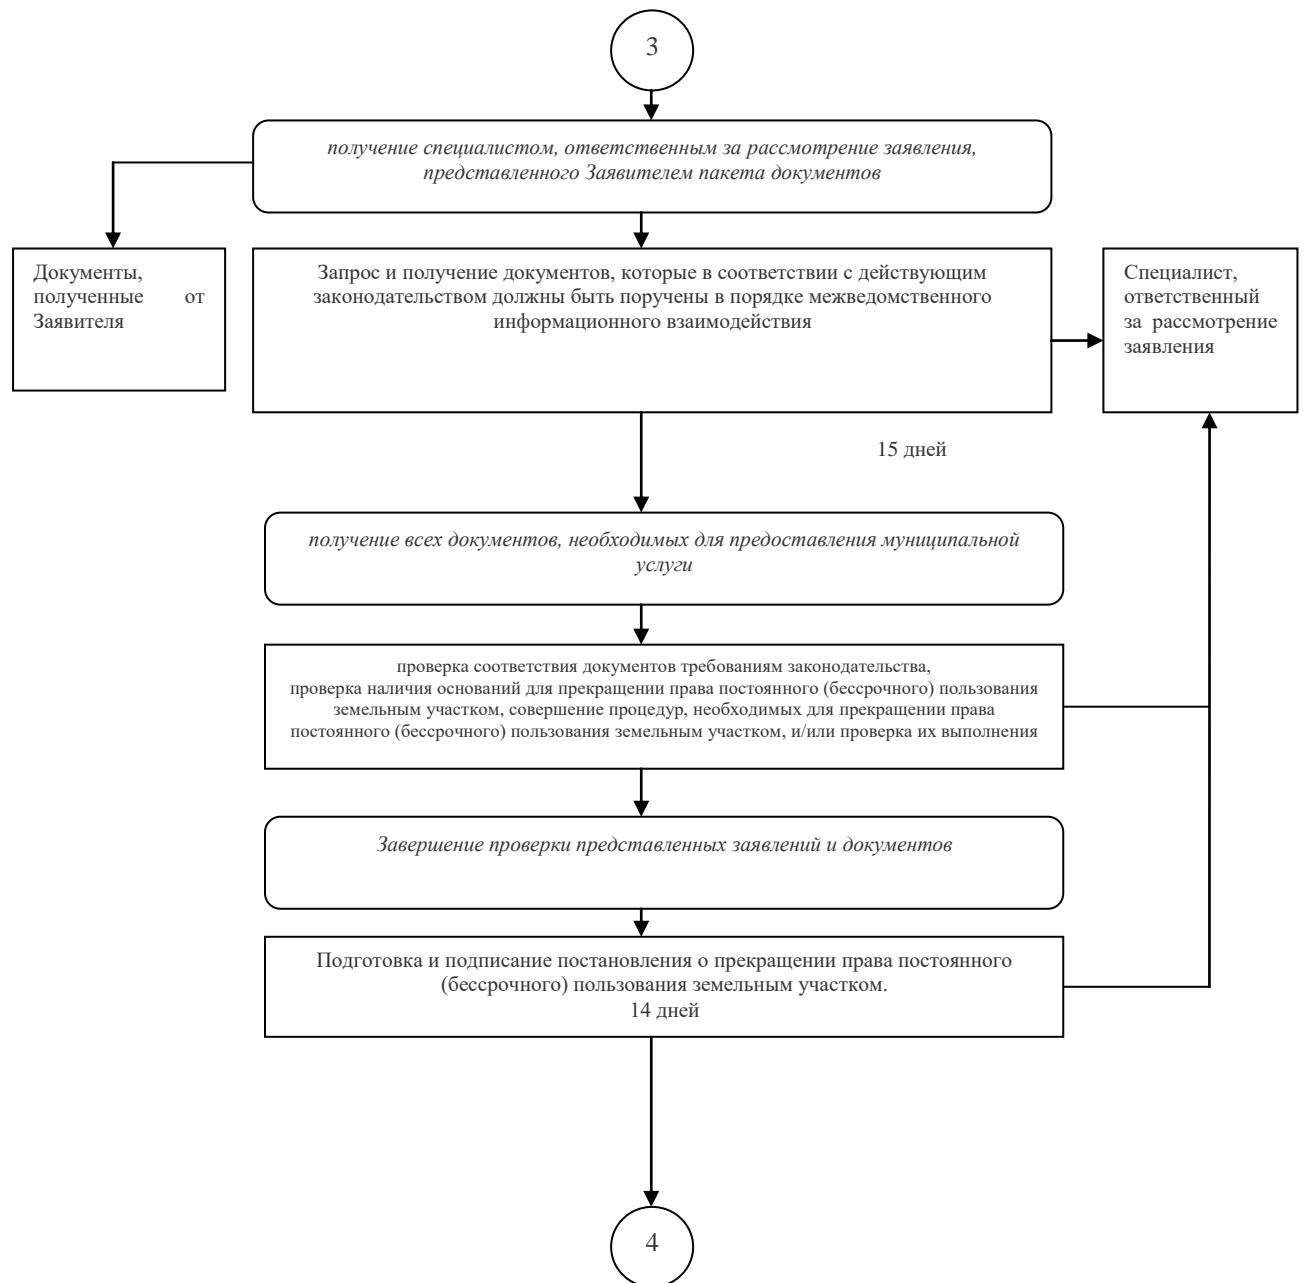 3
получение специалистом, ответственным за рассмотрение заявления,
представленного Заявителем пакета документов
Документы,
полученные от
Заявителя
Запрос и получение документов, которые в соответствии с действующим
законодательством должны быть поручены в порядке межведомственного
информационного взаимодействия
Специалист,
ответственный
за рассмотрение
заявления
15 дней
получение всех документов, необходимых для предоставления муниципальной
услуги
проверка соответствия документов требованиям законодательства,
проверка наличия оснований для прекращении права постоянного (бессрочного) пользования
земельным участком, совершение процедур, необходимых для прекращении права
постоянного (бессрочного) пользования земельным участком, и/или проверка их выполнения
Завершение проверки представленных заявлений и документов
Подготовка и подписание постановления о прекращении права постоянного
(бессрочного) пользования земельным участком.
14 дней
4